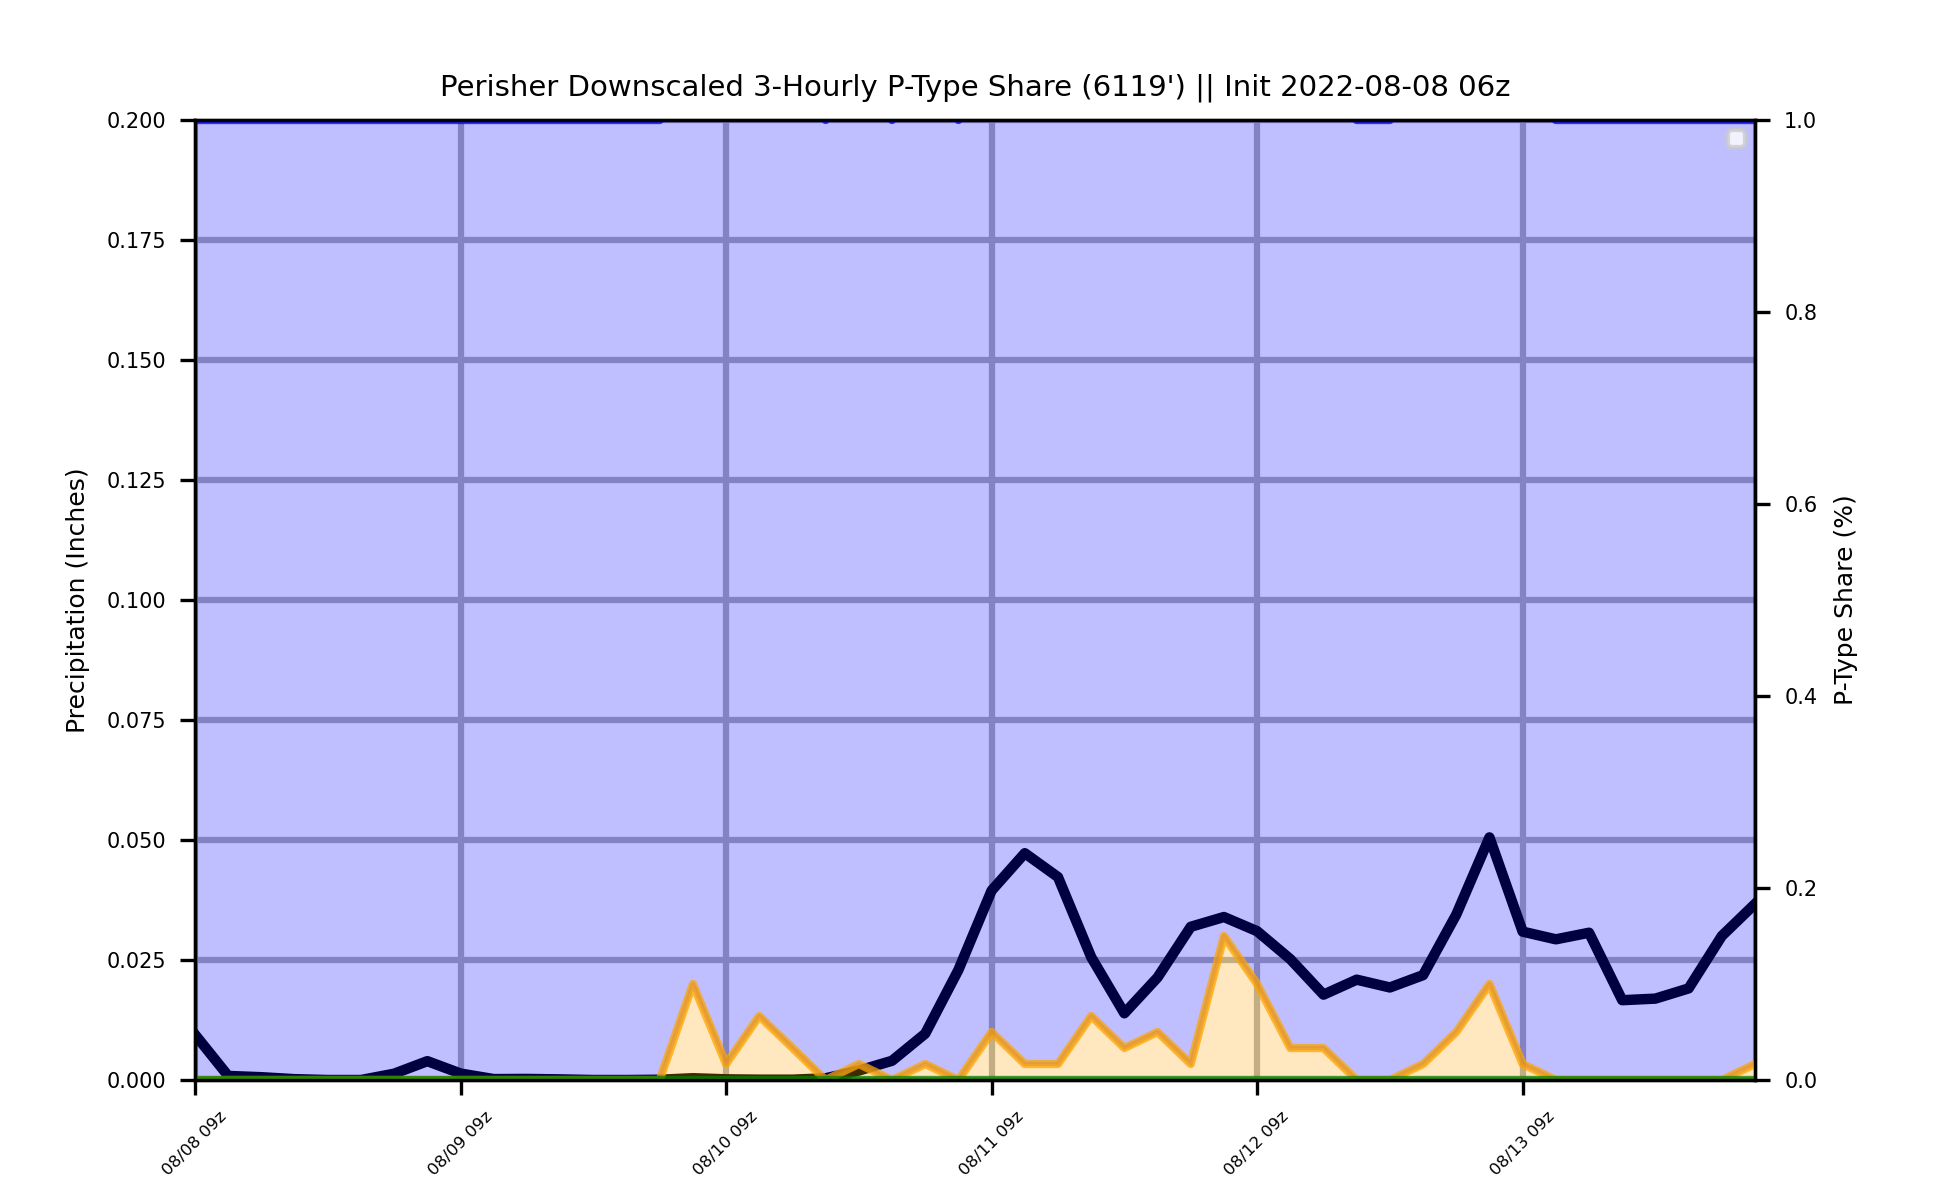 Perisher Downscaled 3-Hourly P-Type Share (6119') || Init 2022-08-08 06z
0.200
0.175
0.150
0.125
0.100
0.075
0.050
0.025
0.000
Precipitation (Inches)
1.0
0.8
0.6
0.4
0.2
0.0
P-Type Share (%)
08/08 09z
08/09 09z
08/10 09z
08/11 09z
08/12 09z
08/13 09z